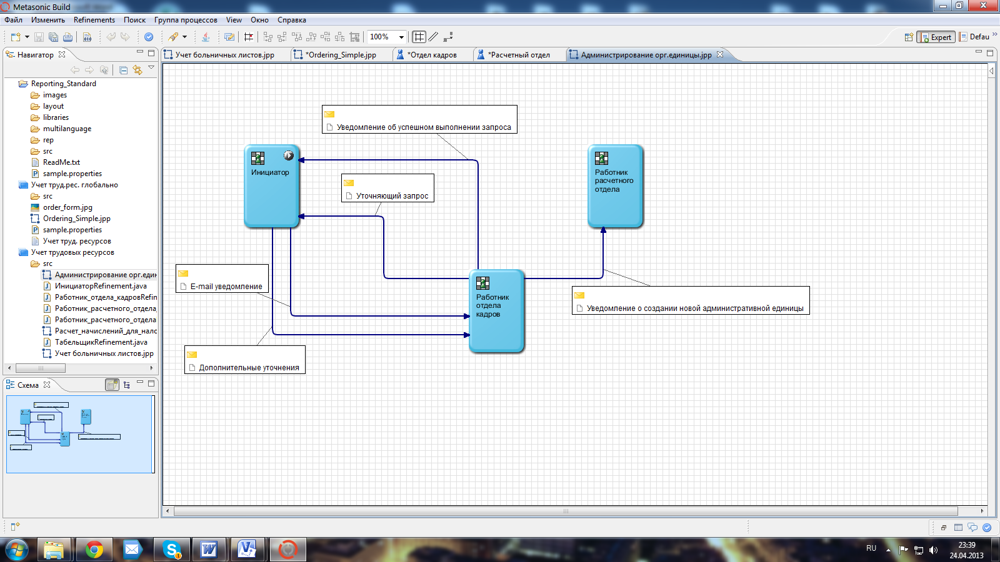 Metasonic Build
Файл Изменить Refinements Поиск Группа процессов View Окно Справка
100%
Expert
Defau
Навигатор
Учет больничных листов.jpp
*Ordering_Simple.jpp
*Отдел кадров
*Расчетный отдел
Администрирование орг.единицы.jpp
Reporting_Standard
images
layout
libraries
multilanguage
rep
src
ReadMe.txt
sample.properties
Учет труд.рес. глобально
src
order_form.jpg
Ordering_Simple.jpp
sample.properties
Учет труд. ресурсов
Учет трудовых ресурсов
src
Администрирование орг.един
ИнициаторRefinement.java
Работник_отдела_кадровRefin
Работник_расчетного_отдела_
Работник_расчетного_отдела
Расчет_начислений_для_нало
ТабельщикRefinement.java
Учет больничных листов.jpp
Схема
Уведомление об успешном выполнении запроса
Инициатор
Уточняющий запрос
Работник
расчетного
отдела
E-mail уведомление
Работник
отдела
кадров
Уведомление о создании новой административной единицы
Дополнительные уточнения
RU
23:39
24.04.2013